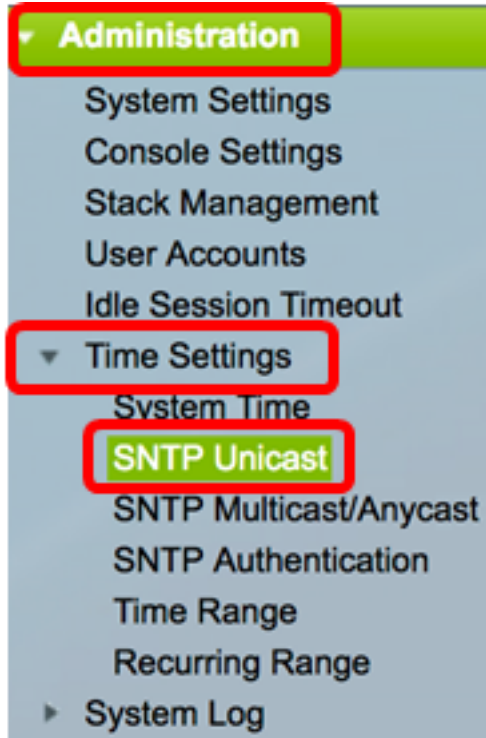 Administration
System Settings
Console Settings
Stack Management
User Accounts
Idle Session Timeout
Time Settings
System Time
SNTP Unicast
SNTP Multicast/Anycast
SNTP Authentication
Time Range
Recurring Range
System Log